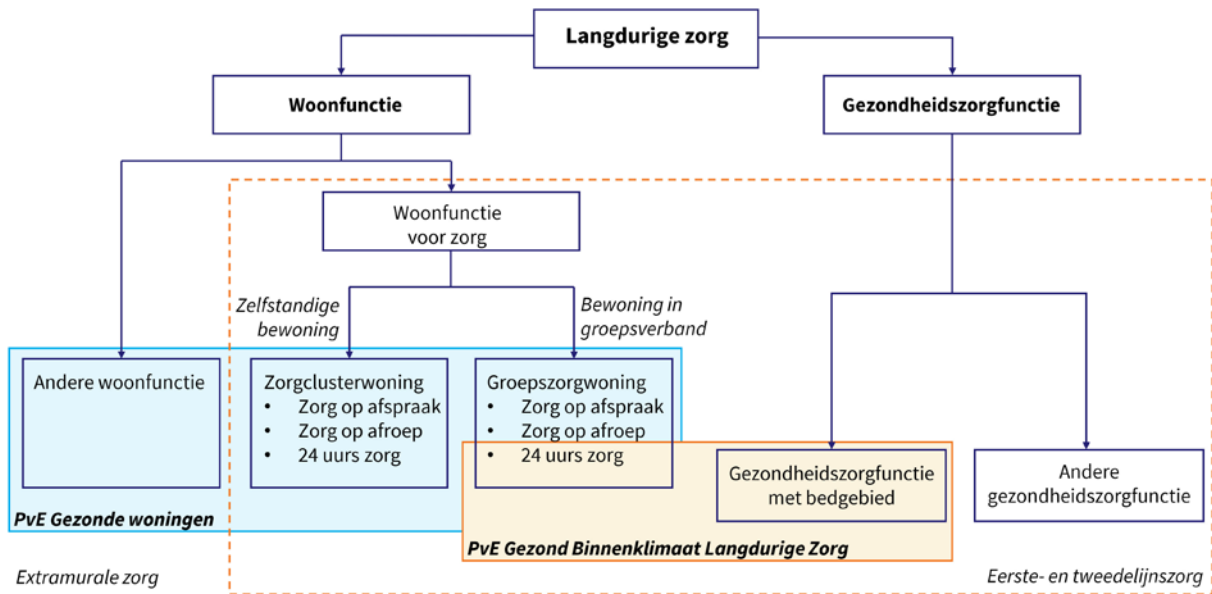 Langdurige zorg
Woonfunctie
Gezondheidszorgfunctie
Woonfunctie
voor zorg
Zelfstandige
bewoning
Bewoning in
groepsverband
Andere woonfunctie
Zorgclusterwoning
• Zorg op afspraak
• Zorg op afroep
• 24 uurs zorg
Groepszorgwoning
• Zorg op afspraak
• Zorg op afroep
• 24 uurs zorg
Gezondheidszorgfunctie
met bedgebied
Andere
gezondheidszorgfunctie
PvE Gezonde woningen
PvE Gezond Binnenklimaat Langdurige Zorg
Extramurale zorg
Eerste- en tweedelijnszorg